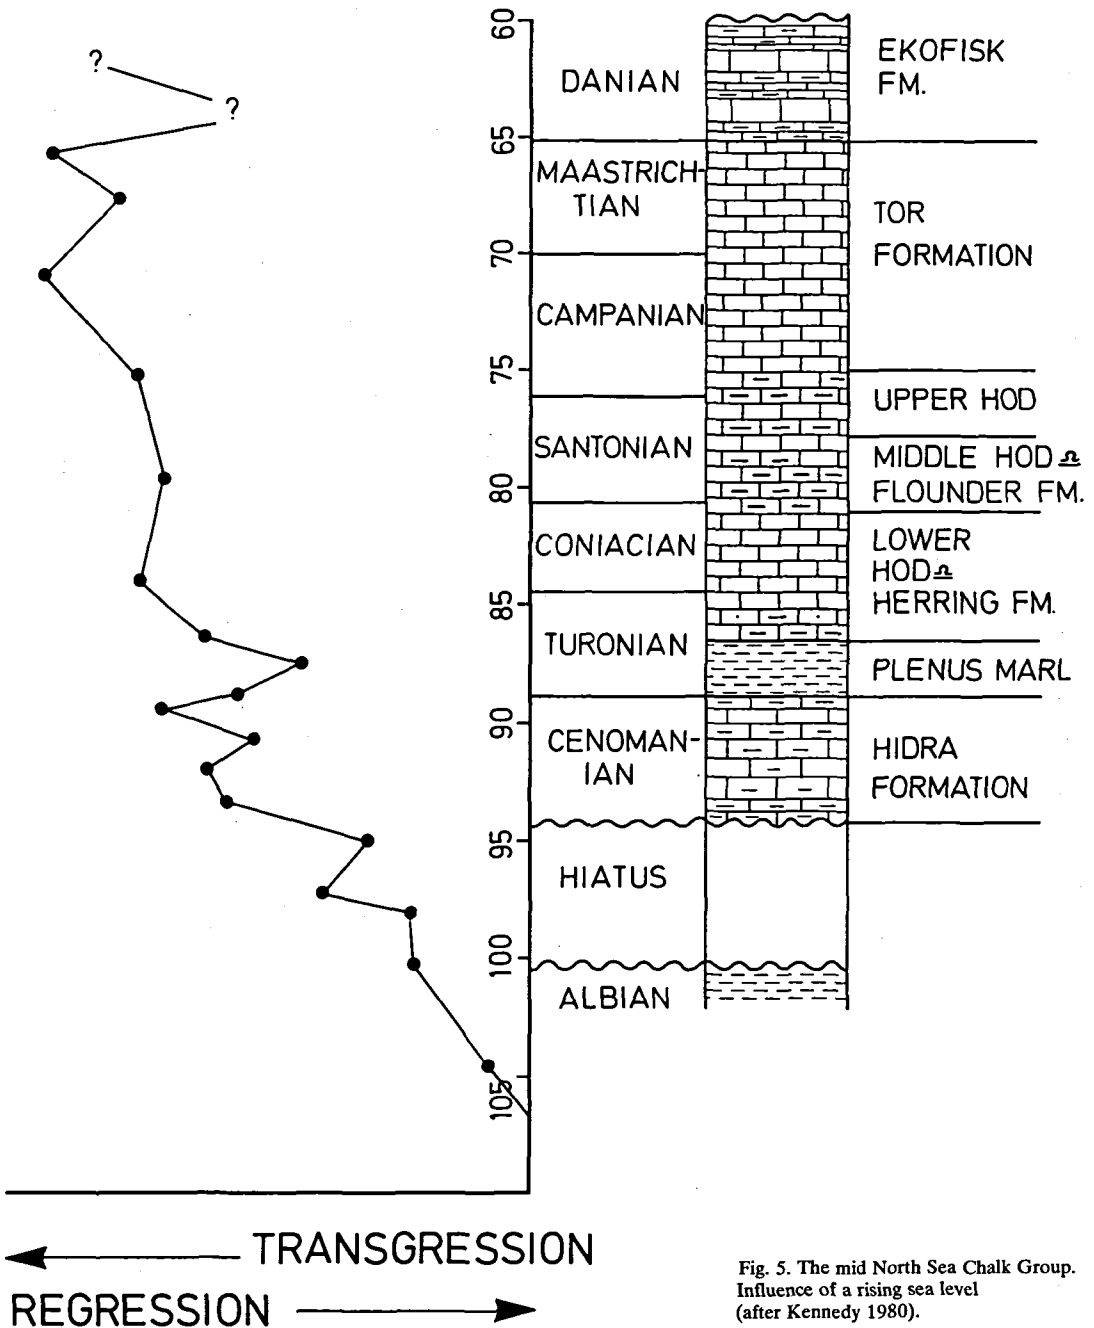 ?
?
60
65
70
75
80
85
90
95
100
105
DANIAN
MAASTRICH-
TIAN
CAMPANIAN
SANTONIAN
CONIACIAN
TURONIAN
CENOMAN-
IAN
HIATUS
ALBIAN
EKOFISK
FM.
TOR
FORMATION
UPPER HOD
MIDDLE HOD ≏
FLOUNDER FM.
LOWER
HOD ≏
HERRING FM.
PLENUS MARL
HIDRA
FORMATION
TRANSGRESSION
REGRESSION
Fig. 5. The mid North Sea Chalk Group.
Influence of a rising sea level
(after Kennedy 1980).